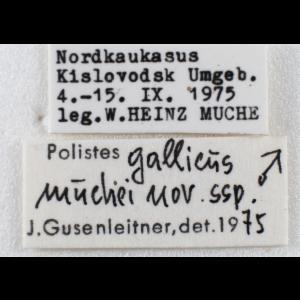 Nordkaukasus
Kislovodsk Umgeb.
4.-15. IX. 1975
leg.W.HEINZ MUCHE
Polistes gallicus ♂
muchei nov. ssp.
J.Gusenleitner,det.1975